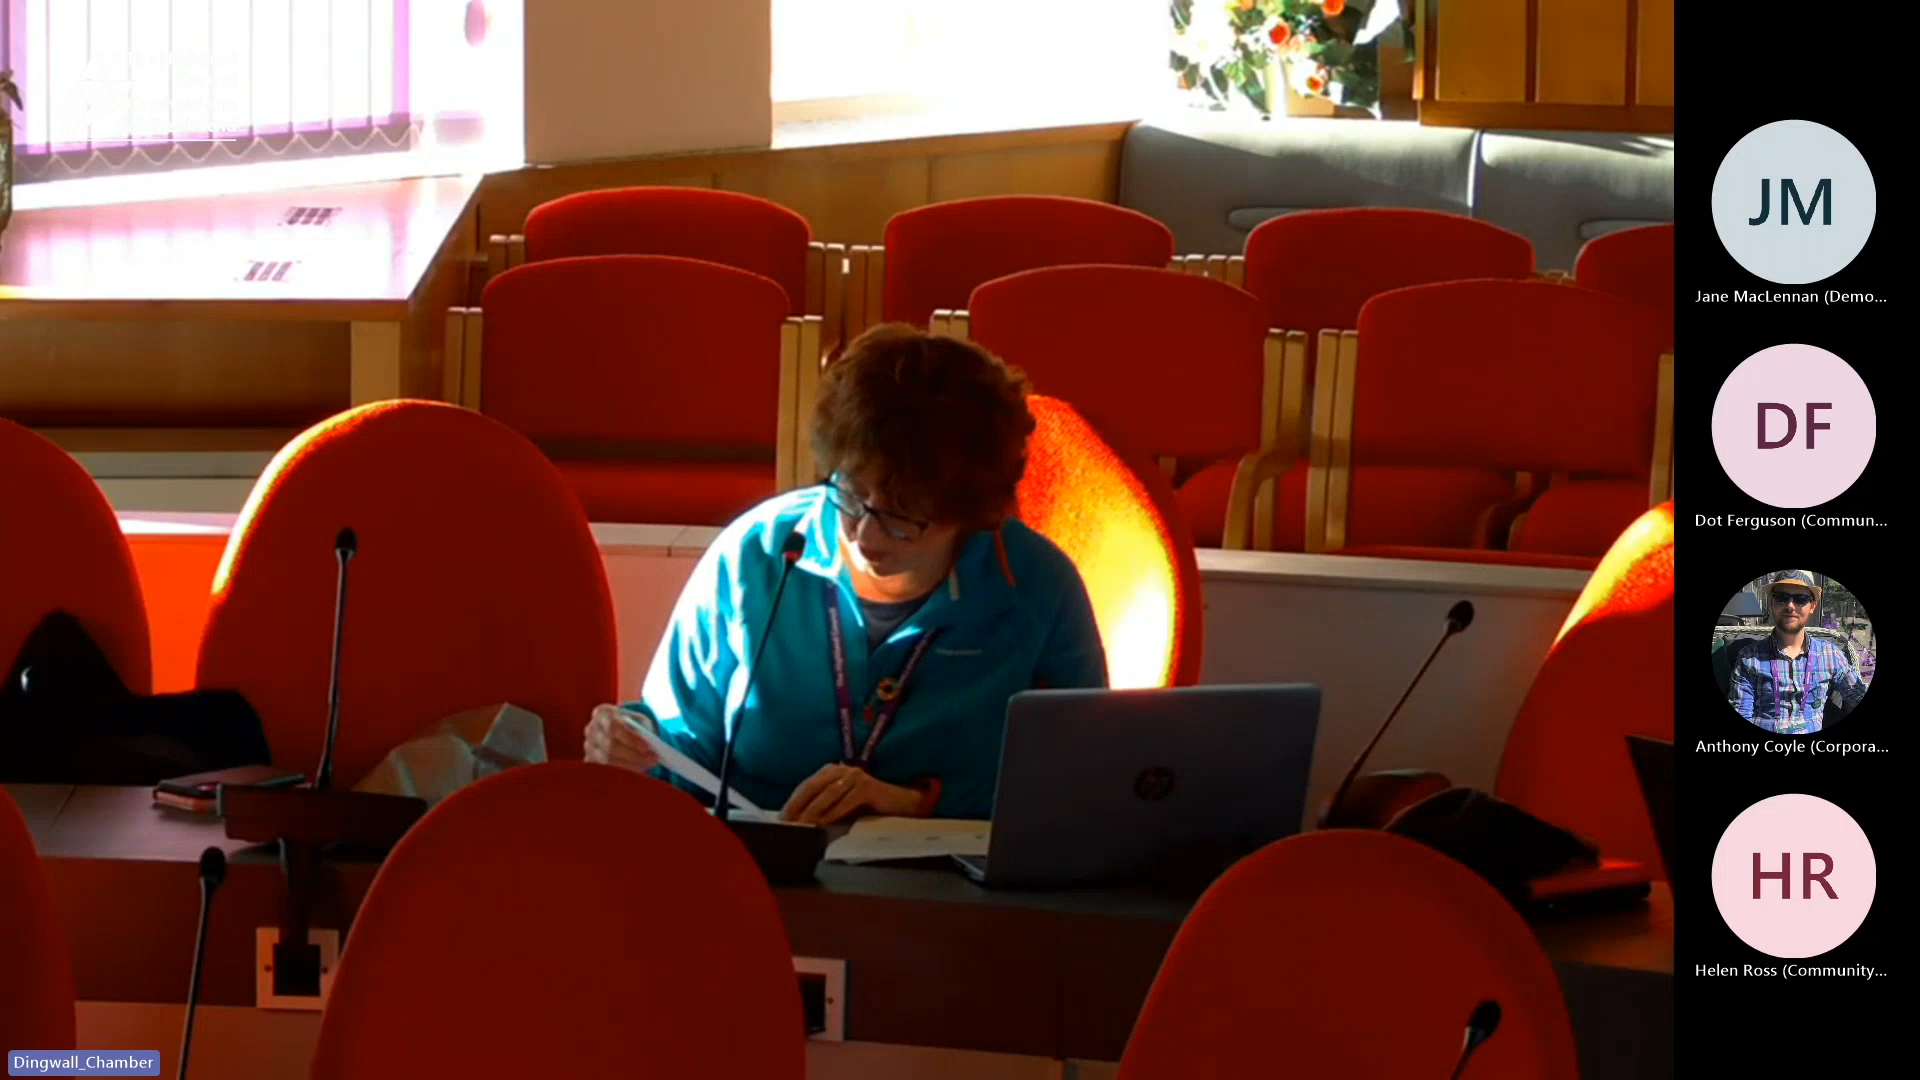 JM
Jane MacLennan (Demo...
DF
Dot Ferguson (Commun...
Anthony Coyle (Corpora...
HR
Helen Ross (Community...
Dingwall_Chamber